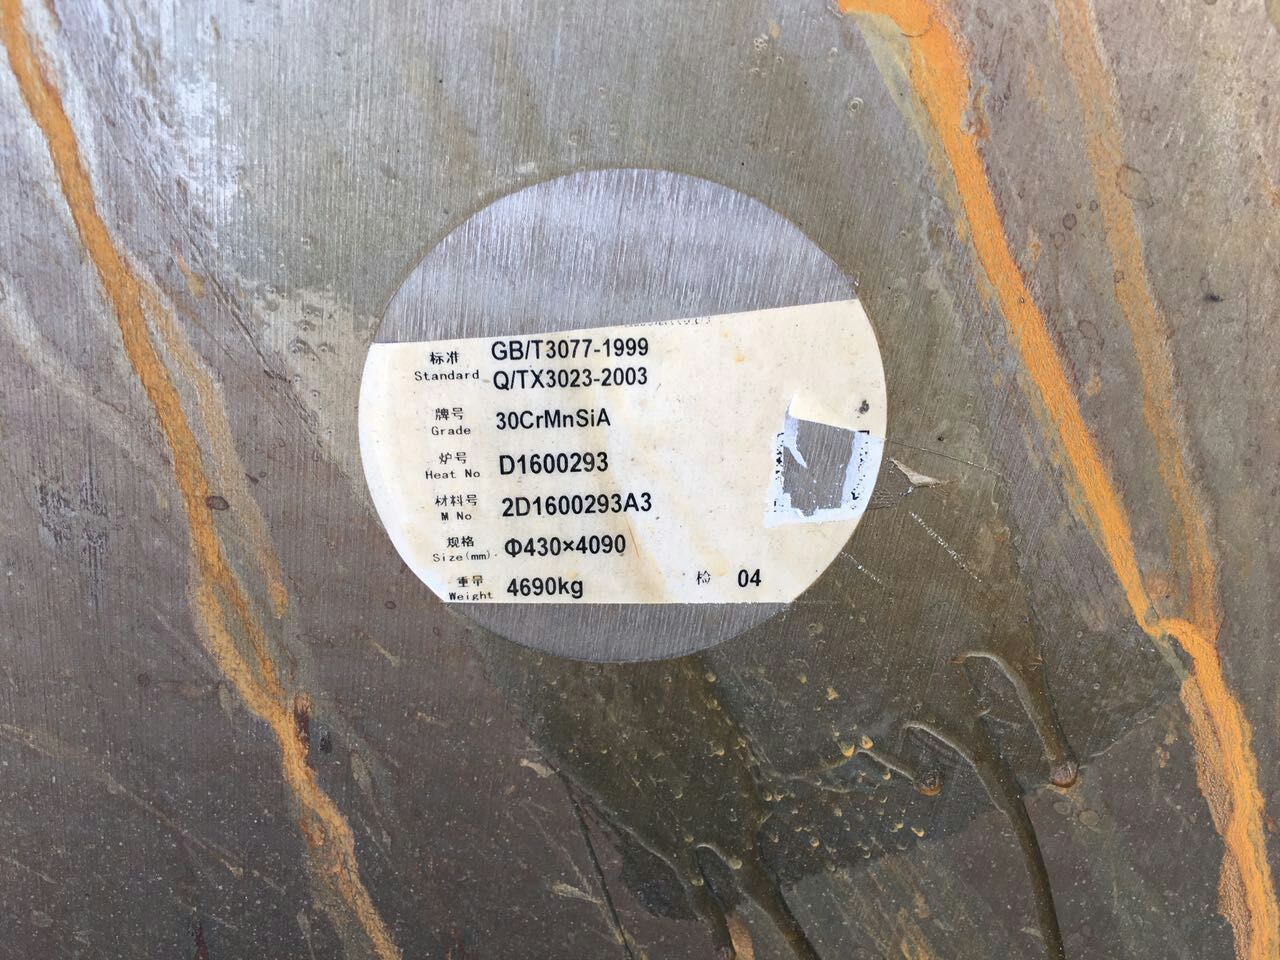 标准 Standard GB/T3077-1999
Q/TX3023-2003
牌号 Grade 30CrMnSiA
炉号 Heat No D1600293
材料号 M No 2D1600293A3
规格 Size(mm) Φ430×4090
重量 Weight 4690kg 检 04